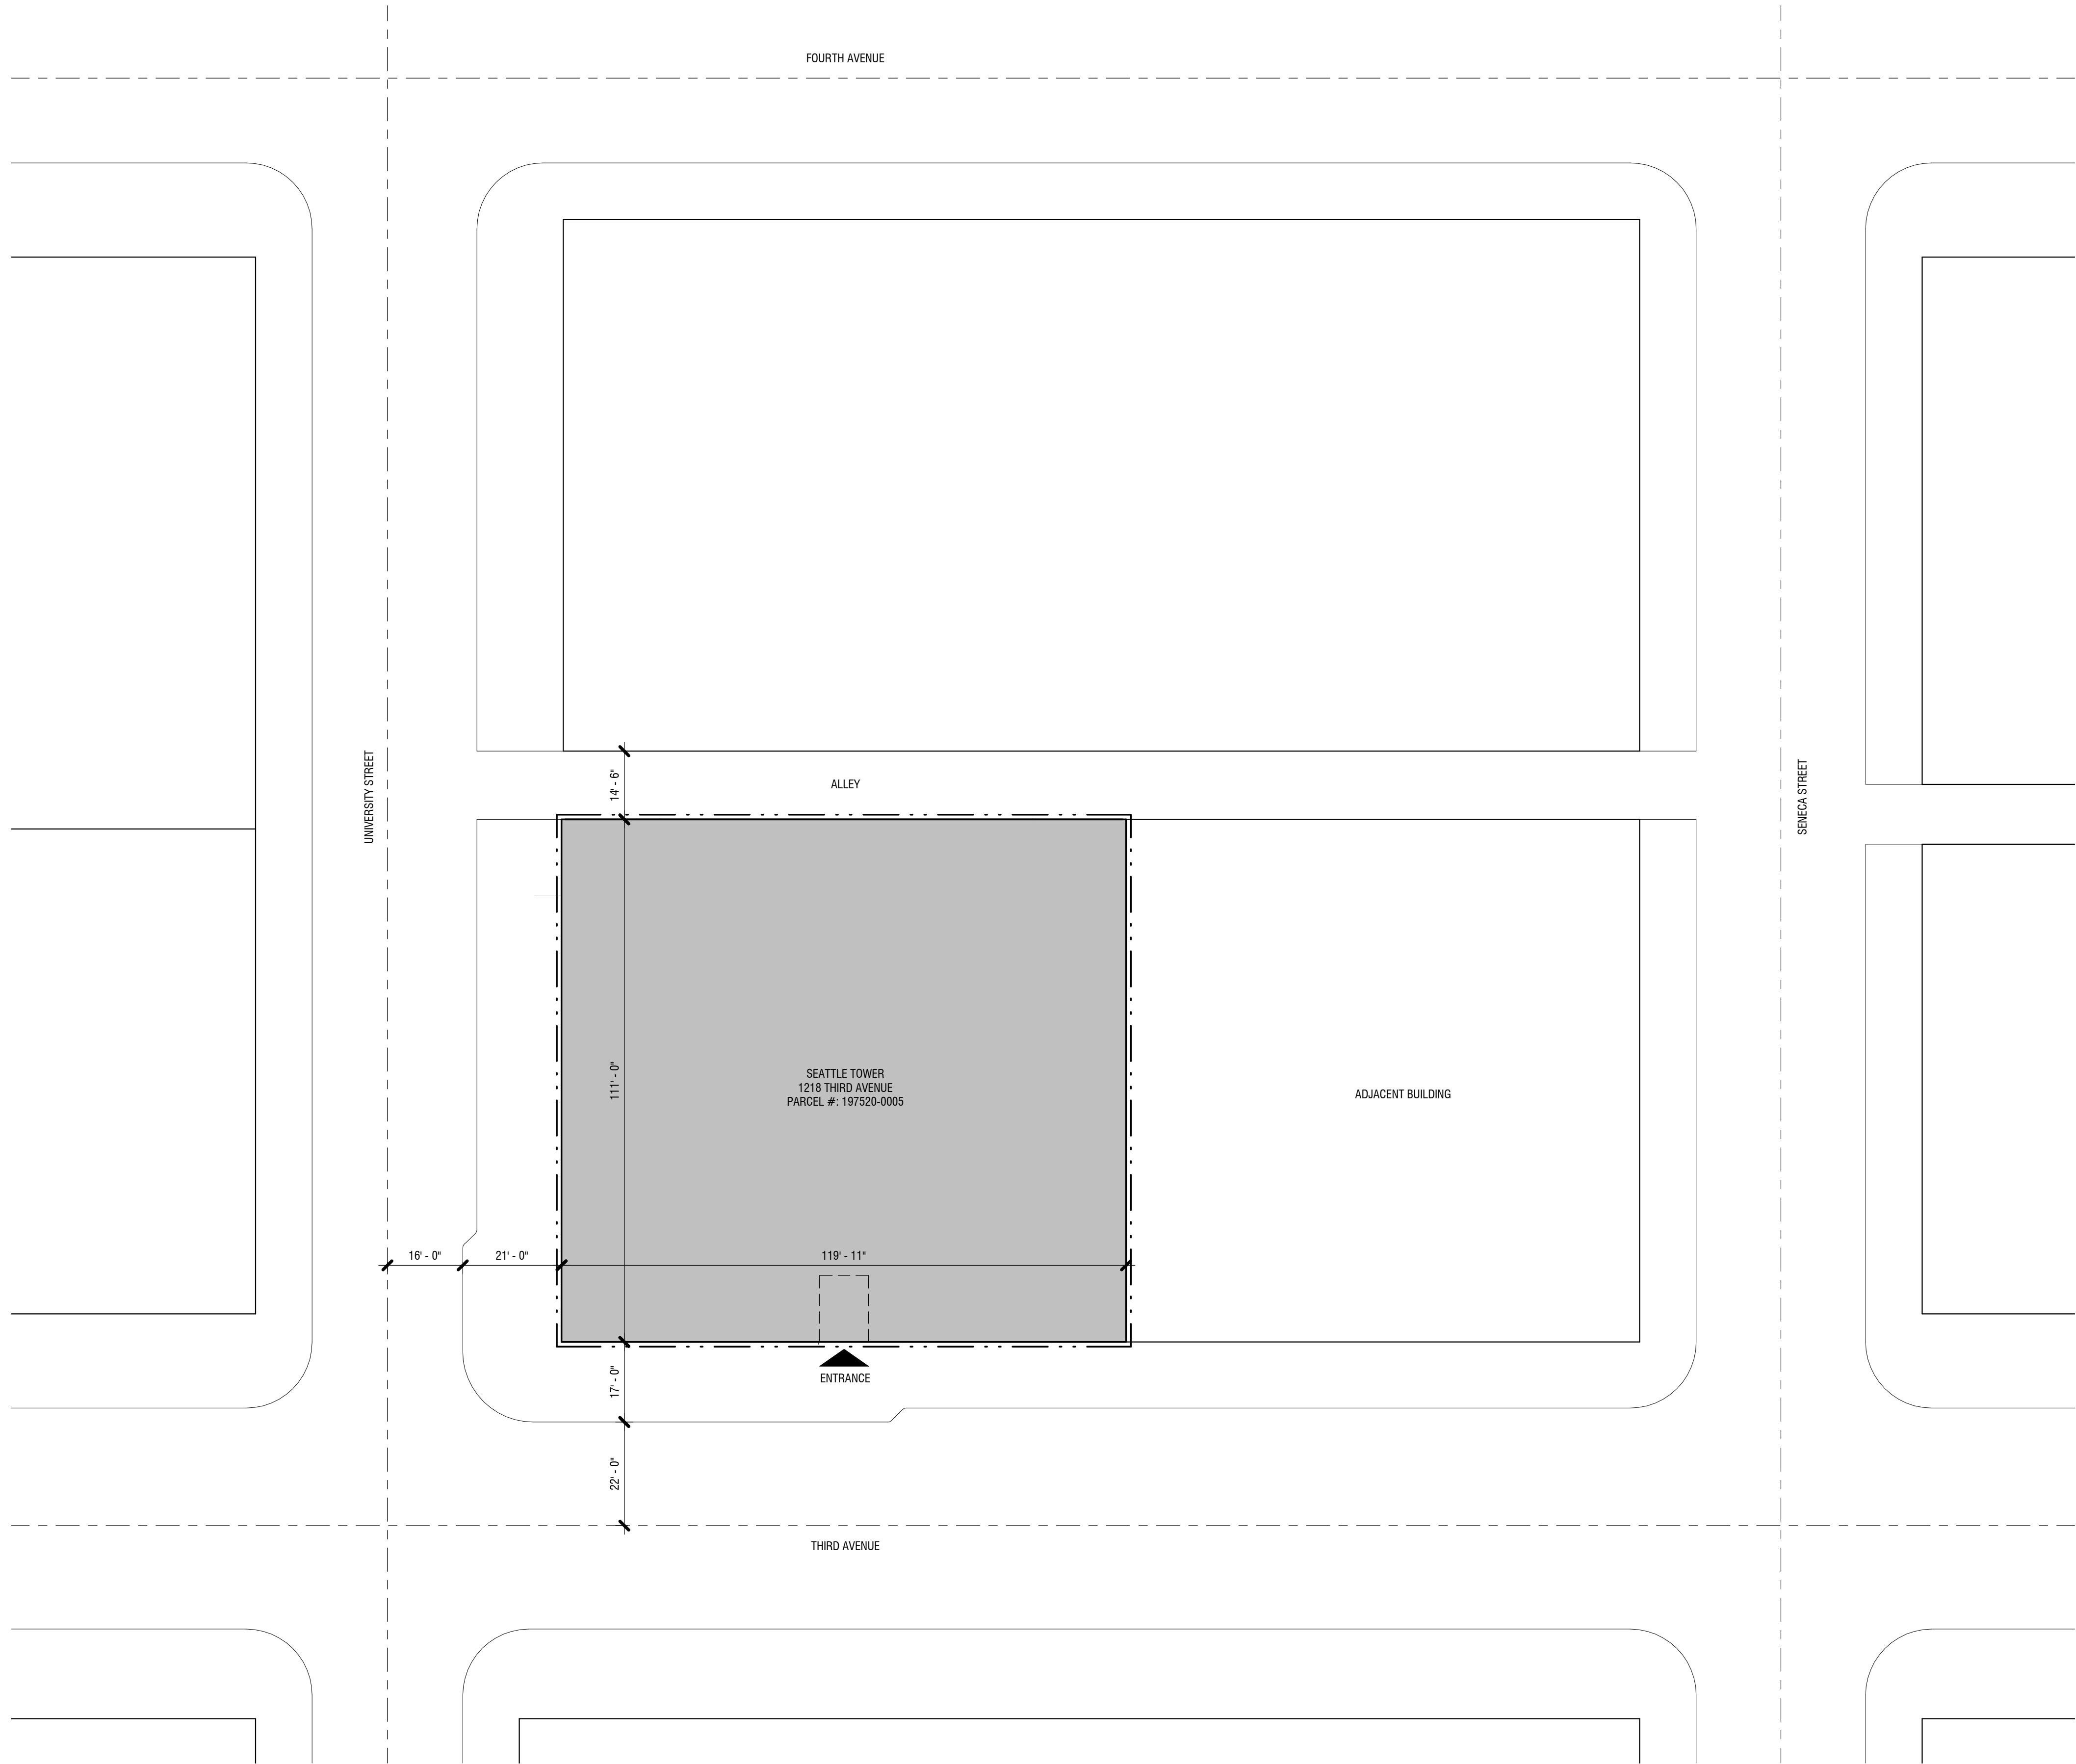 FOURTH AVENUE
UNIVERSITY STREET
14' - 6"
ALLEY
SENECA STREET
111' - 0"
SEATTLE TOWER
1218 THIRD AVENUE
PARCEL #: 197520-0005
ADJACENT BUILDING
16' - 0"
21' - 0"
119' - 11"
17' - 0"
ENTRANCE
22' - 0"
THIRD AVENUE